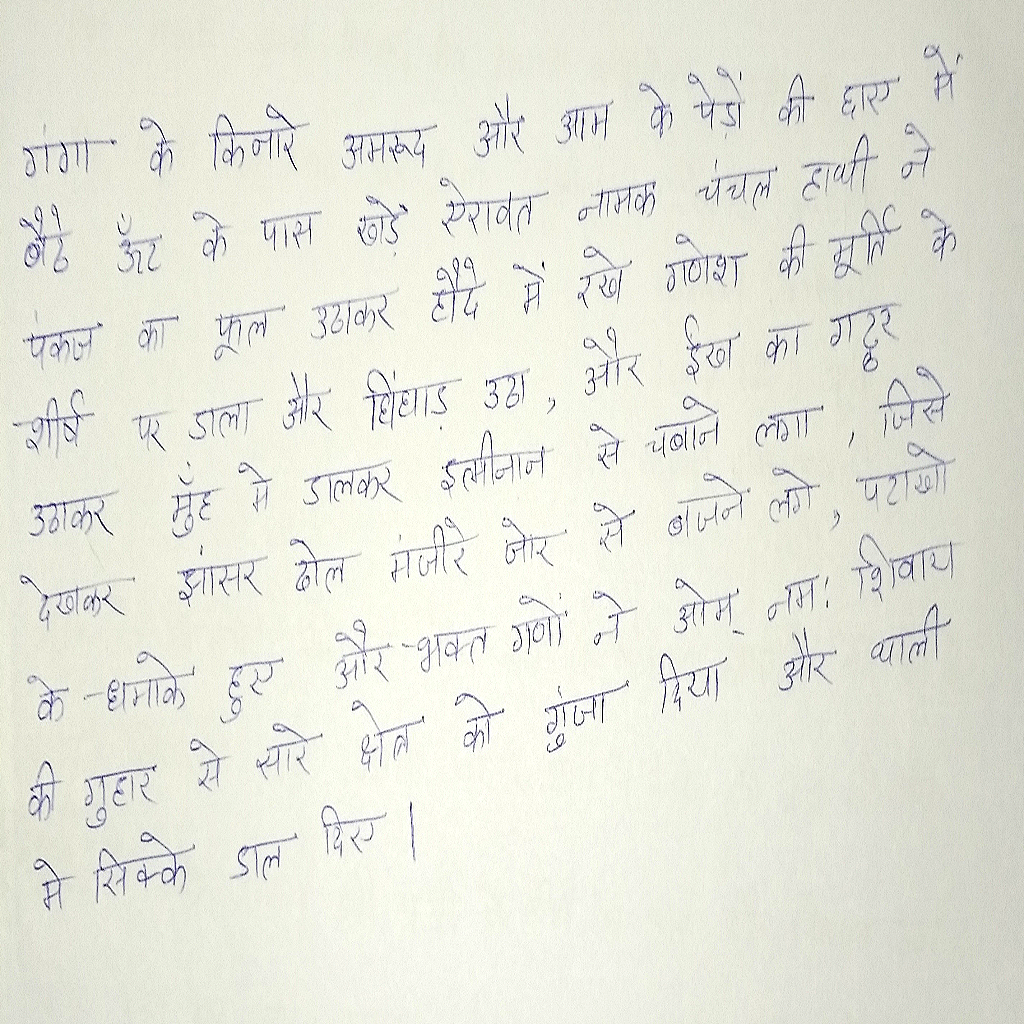 गंगा के किनारे अमरूद और आम के पेड़ों की छाए में
बैठे ऊँट के पास खड़े ऐरावत नामक चंचल हाथी ने
पंकज का फूल उठाकर हौदे में रखे गणेश की मूर्ति के
शीर्ष पर डाला और चिंघाड़ उठा, और ईख का गट्ठर
उठाकर मुँह मे डालकर इत्मीनान से चबाने लगा, जिसे
देखकर झांसर ढोल मंजीरे जोर से बाजने लगे, पटाखो
के धमाके हुए और भक्त गणों ने ओम् नमः शिवाय
की गुहार से सारे क्षेत्र को गुंजा दिया और थाली
मे सिक्के डाल दिए।